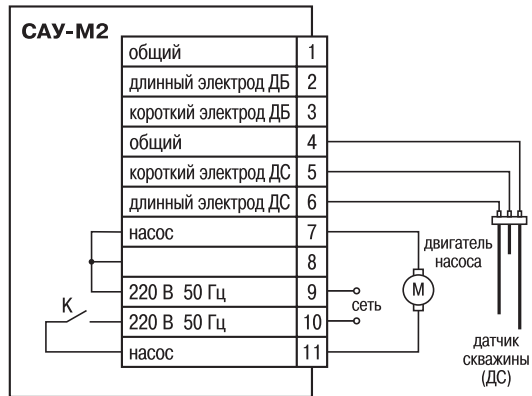 САУ-М2
общий 1
длинный электрод ДБ 2
короткий электрод ДБ 3
общий 4
короткий электрод ДС 5
длинный электрод ДС 6
насос 7
8
220 В 50 Гц 9
220 В 50 Гц 10
насос 11
К
сеть
двигатель
насоса
М
датчик
скважины
(ДС)